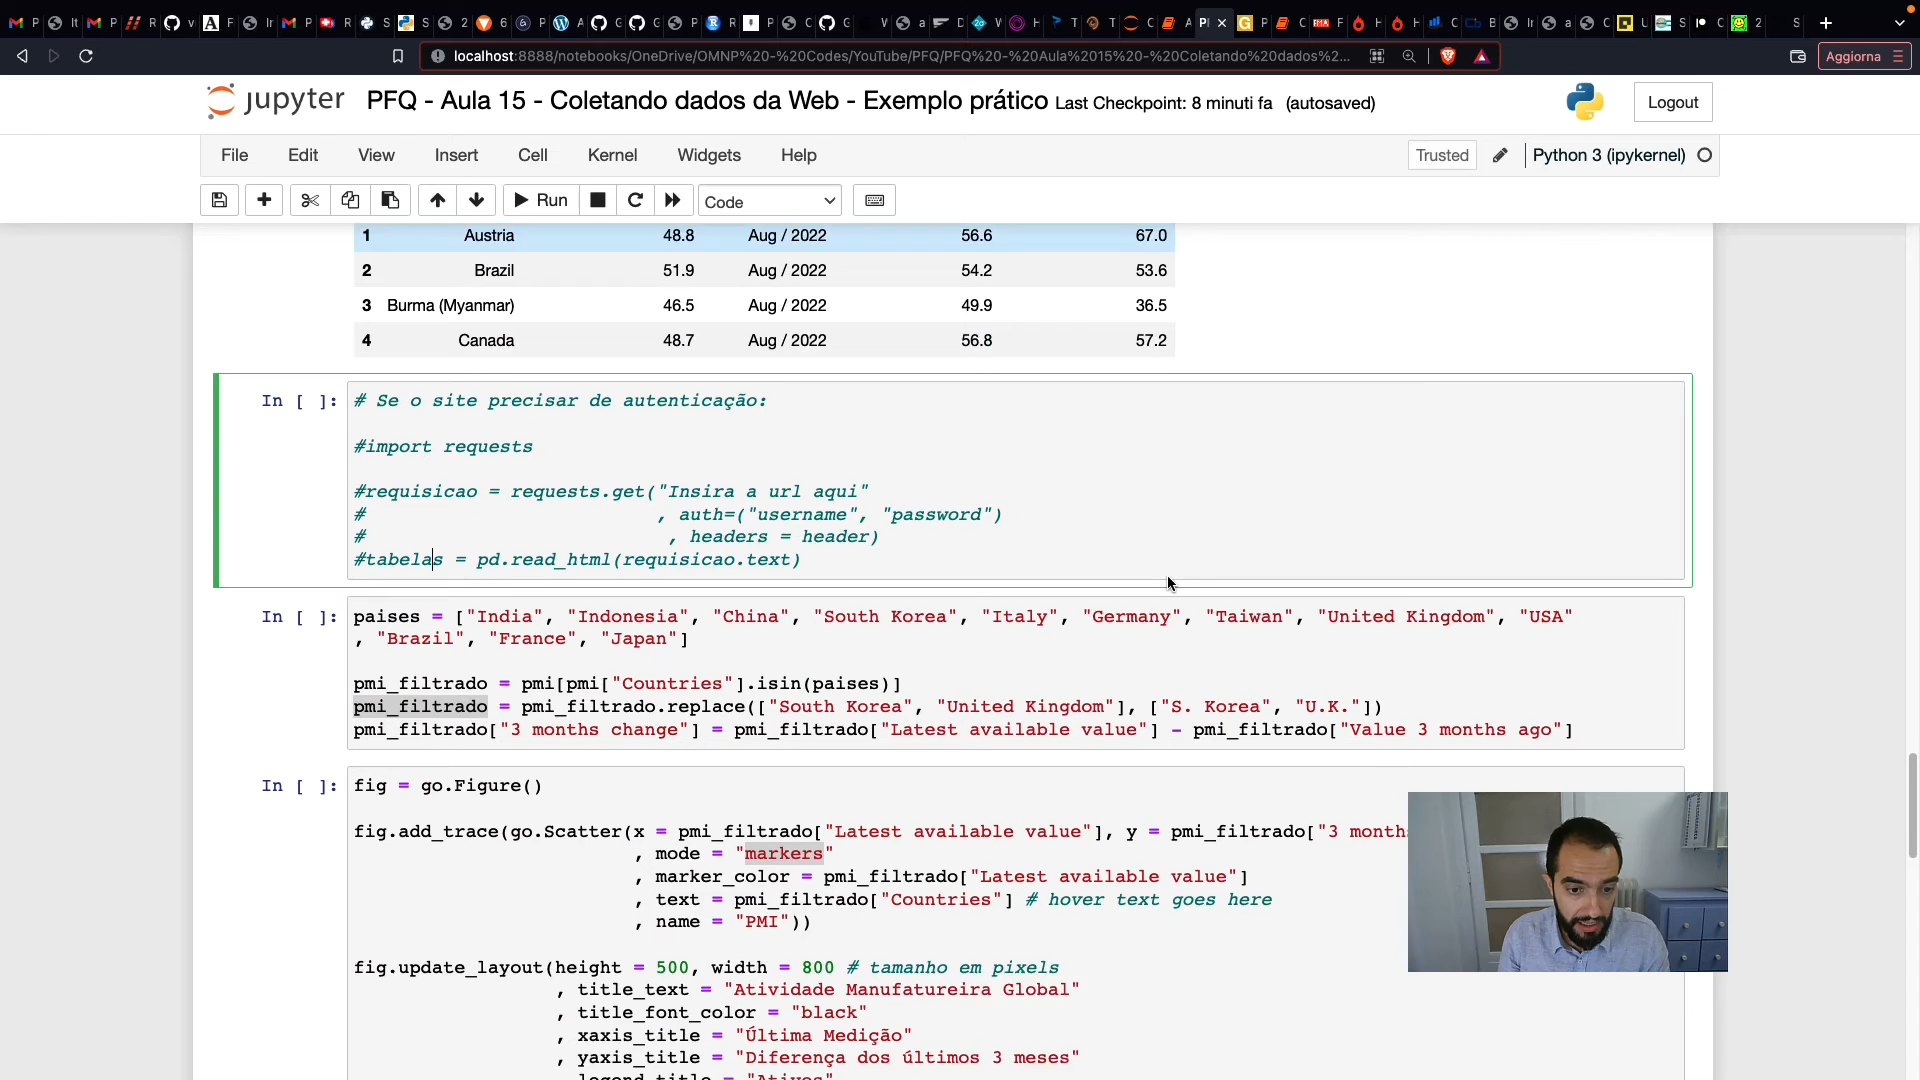 Aggiorna
localhost:8888/notebooks/OneDrive/OMNP%20-%20Codes/YouTube/PFQ/PFQ%20-%20Aula%2015%20-%20Coletando%20dados%2...
jupyter PFQ - Aula 15 - Coletando dados da Web - Exemplo prático Last Checkpoint: 8 minuti fa (autosaved)
Logout
File Edit View Insert Cell Kernel Widgets Help
Trusted Python 3 (ipykernel)
Run Code
1 Austria 48.8 Aug / 2022 56.6 67.0
2 Brazil 51.9 Aug / 2022 54.2 53.6
3 Burma (Myanmar) 46.5 Aug / 2022 49.9 36.5
4 Canada 48.7 Aug / 2022 56.8 57.2
In [ ]: # Se o site precisar de autenticação:
#import requests
#requisicao = requests.get("Insira a url aqui"
# , auth=("username", "password")
# , headers = header)
#tabelas = pd.read_html(requisicao.text)
In [ ]: paises = ["India", "Indonesia", "China", "South Korea", "Italy", "Germany", "Taiwan", "United Kingdom", "USA"
, "Brazil", "France", "Japan"]
pmi_filtrado = pmi[pmi["Countries"].isin(paises)]
pmi_filtrado = pmi_filtrado.replace(["South Korea", "United Kingdom"], ["S. Korea", "U.K."])
pmi_filtrado["3 months change"] = pmi_filtrado["Latest available value"] - pmi_filtrado["Value 3 months ago"]
In [ ]: fig = go.Figure()
fig.add_trace(go.Scatter(x = pmi_filtrado["Latest available value"], y = pmi_filtrado["3 month
, mode = "markers"
, marker_color = pmi_filtrado["Latest available value"]
, text = pmi_filtrado["Countries"] # hover text goes here
, name = "PMI"))
fig.update_layout(height = 500, width = 800 # tamanho em pixels
, title_text = "Atividade Manufatureira Global"
, title_font_color = "black"
, xaxis_title = "Última Medição"
, yaxis_title = "Diferença dos últimos 3 meses"
, legend_title = "Ativos"